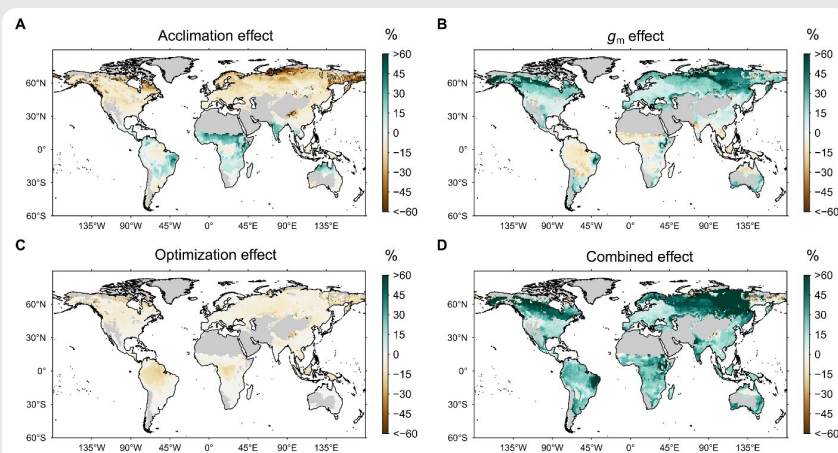 A
Acclimation effect
%
>60
45
30
15
0
−15
−30
−45
<−60
60°N
30°N
0°
30°S
60°S
135°W 90°W 45°W 0° 45°E 90°E 135°E
B
gm effect
%
>60
45
30
15
0
−15
−30
−45
<−60
60°N
30°N
0°
30°S
60°S
135°W 90°W 45°W 0° 45°E 90°E 135°E
C
Optimization effect
%
>60
45
30
15
0
−15
−30
−45
<−60
60°N
30°N
0°
30°S
60°S
135°W 90°W 45°W 0° 45°E 90°E 135°E
D
Combined effect
%
>60
45
30
15
0
−15
−30
−45
<−60
60°N
30°N
0°
30°S
60°S
135°W 90°W 45°W 0° 45°E 90°E 135°E